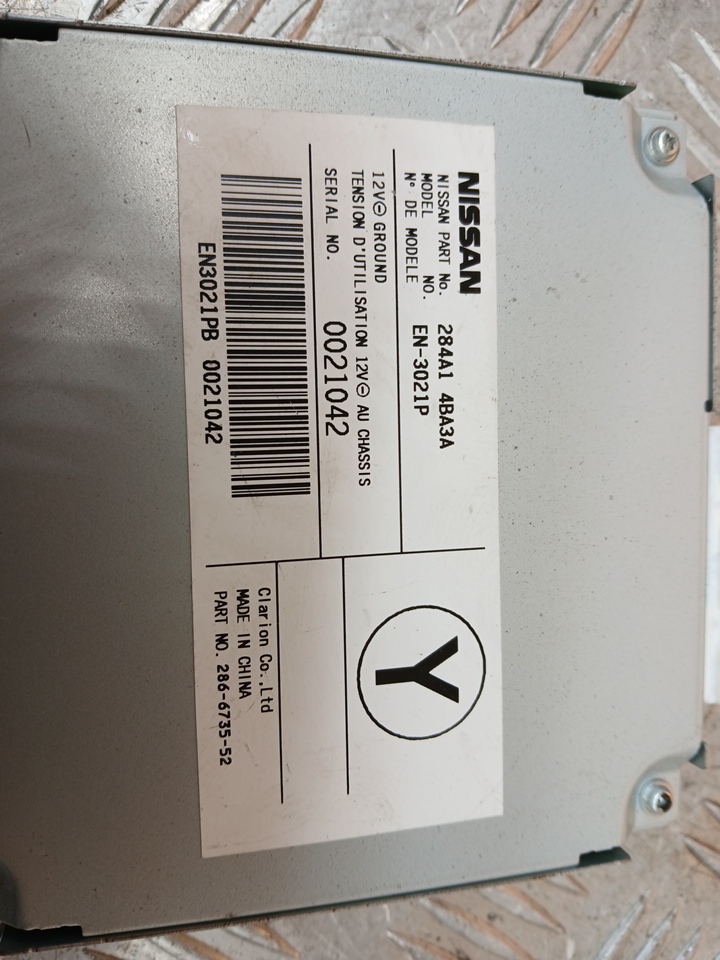 NISSAN
NISSAN PART No. 284A1 4BA3A
MODEL NO. EN-3021P
N° DE MODELE
12V⊖ GROUND
TENSION D'UTILISATION 12V⊖ AU CHASSIS
SERIAL NO. 0021042
EN3021PB 0021042
Y
Clarion Co.,Ltd
MADE IN CHINA
PART NO. 286-6735-52